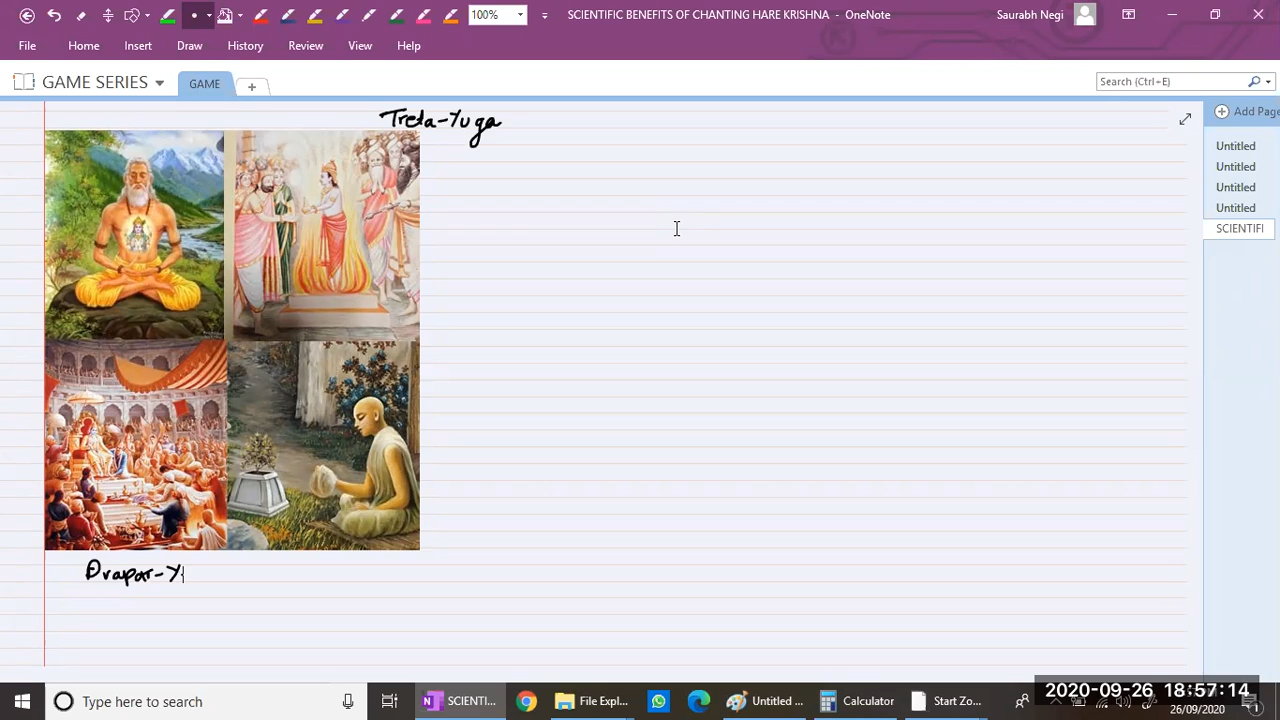 100%
SCIENTIFIC BENEFITS OF CHANTING HARE KRISHNA - OneNote
Saurabh Negi
File Home Insert Draw History Review View Help
GAME SERIES
GAME
Search (Ctrl+E)
Treta-Yuga
Add Page
Untitled
Untitled
Untitled
Untitled
SCIENTIFI
Dvapar-Y
Type here to search
SCIENTI...
File Expl...
Untitled ...
Calculator
Start Zo...
2020-09-26 18:57:14
26/09/2020